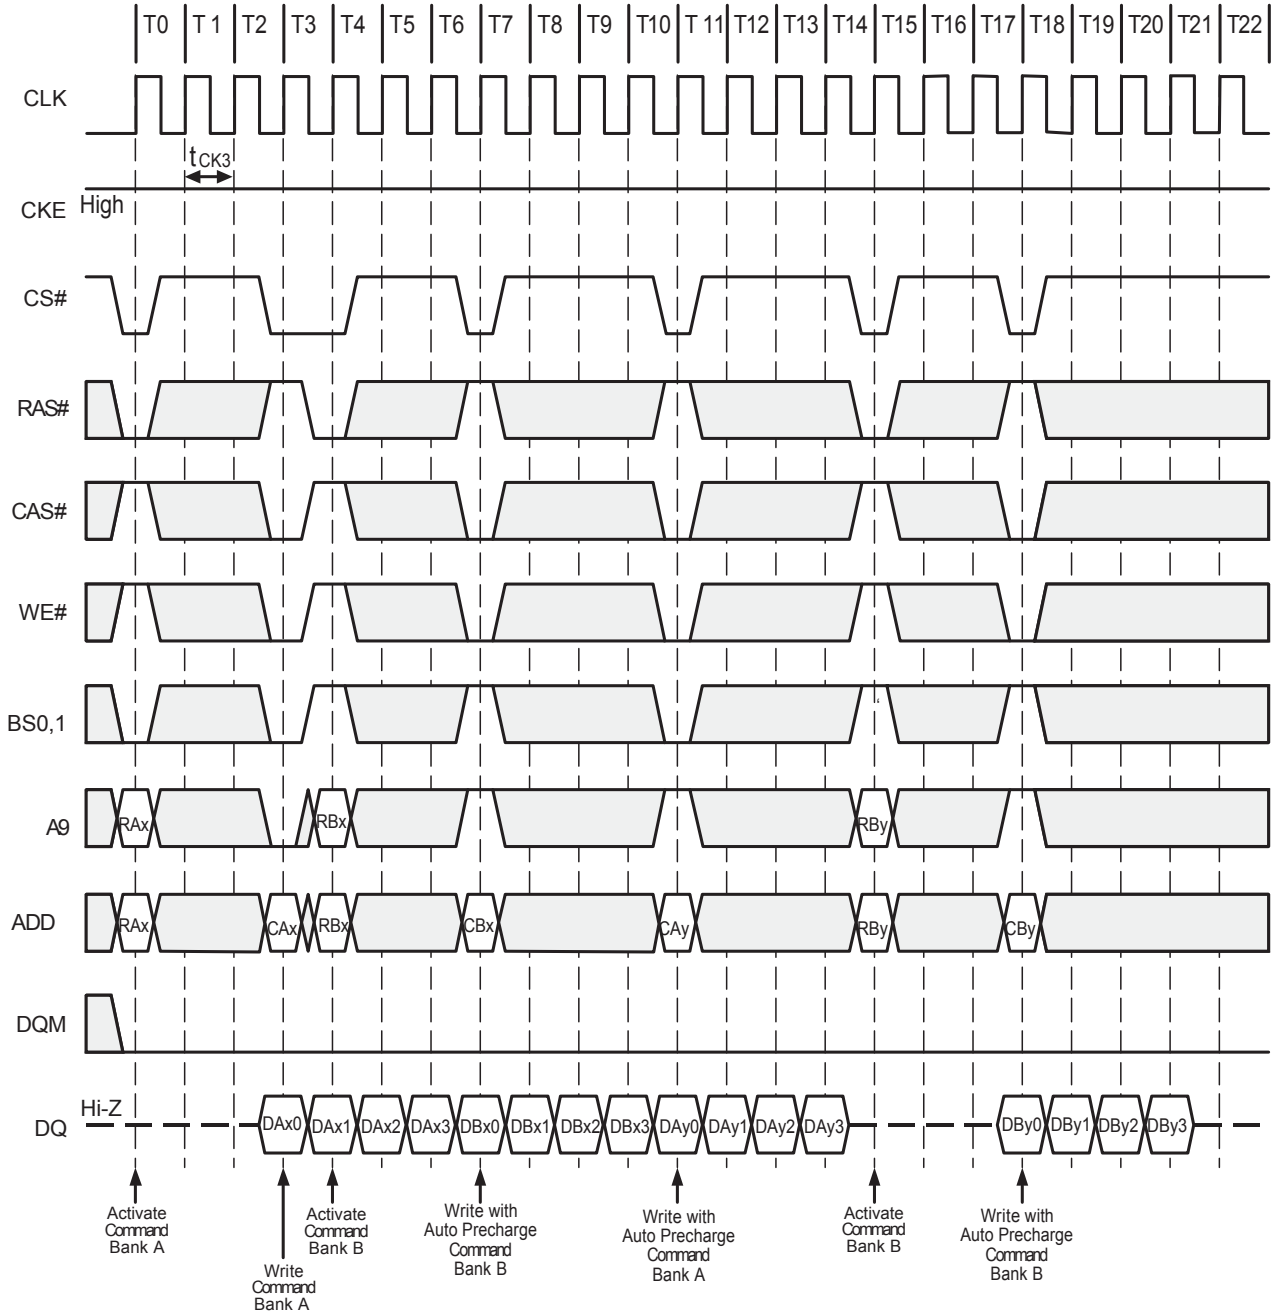 T0 T 1 T2 T3 T4 T5 T6 T7 T8 T9 T10 T 11 T12 T13 T14 T15 T16 T17 T18 T19 T20 T21 T22
CLK
tCK3
CKE High
CS#
RAS#
CAS#
WE#
BS0,1
A9 RAx RBx RBy
ADD RAx CAx RBx CBx CAy RBy CBy
DQM
Hi-Z
DQ DAx0 DAx1 DAx2 DAx3 DBx0 DBx1 DBx2 DBx3 DAy0 DAy1 DAy2 DAy3 DBy0 DBy1 DBy2 DBy3
Activate
Command
Bank A
Write
Command
Bank A
Activate
Command
Bank B
Write with
Auto Precharge
Command
Bank B
Write with
Auto Precharge
Command
Bank A
Activate
Command
Bank B
Write with
Auto Precharge
Command
Bank B